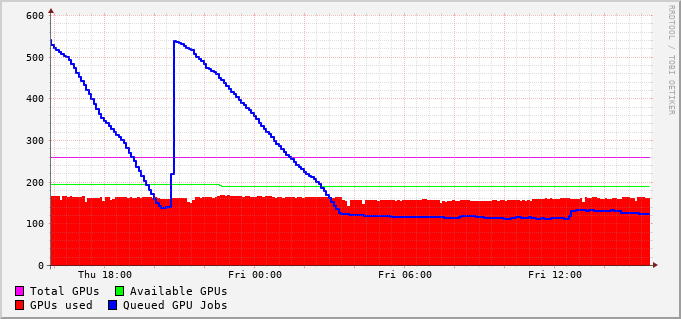 600
500
400
300
200
100
0
Thu 18:00 Fri 00:00 Fri 06:00 Fri 12:00
Total GPUs Available GPUs
GPUs used Queued GPU Jobs
RRDTOOL / TOBI OETIKER